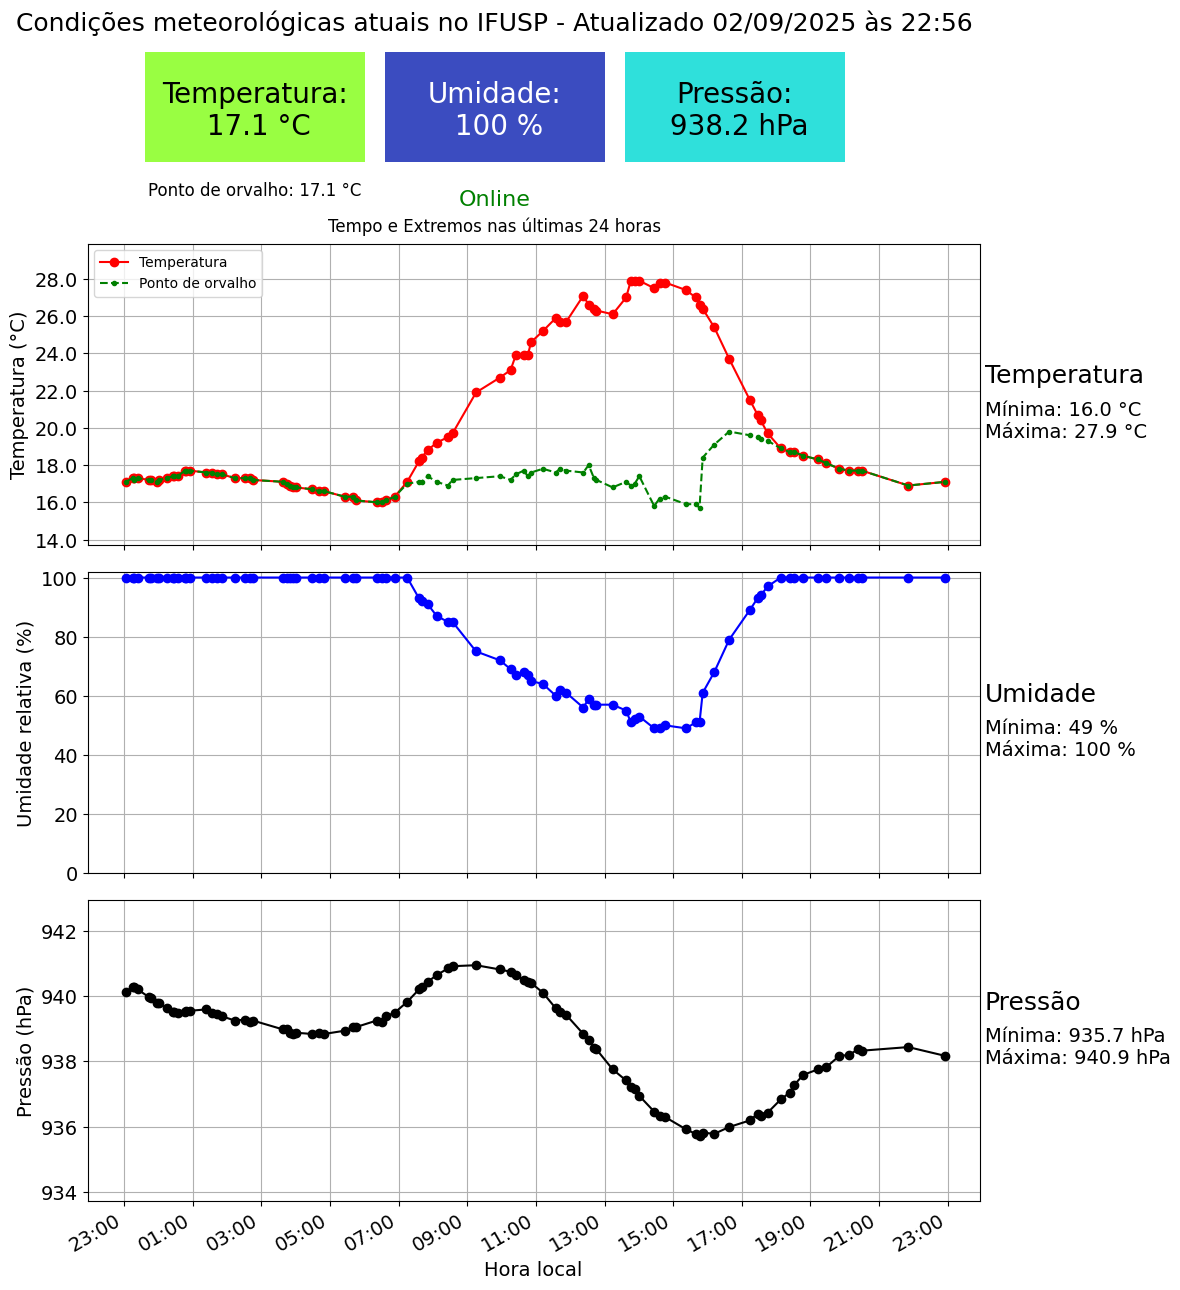 Condições meteorológicas atuais no IFUSP - Atualizado 02/09/2025 às 22:56
Temperatura:
17.1 °C
Umidade:
100 %
Pressão:
938.2 hPa
Ponto de orvalho: 17.1 °C
Online
Tempo e Extremos nas últimas 24 horas
Temperatura
Ponto de orvalho
Temperatura (°C)
28.0
26.0
24.0
22.0
20.0
18.0
16.0
14.0
Temperatura
Mínima: 16.0 °C
Máxima: 27.9 °C
Umidade relativa (%)
100
80
60
40
20
0
Umidade
Mínima: 49 %
Máxima: 100 %
Pressão (hPa)
942
940
938
936
934
Pressão
Mínima: 935.7 hPa
Máxima: 940.9 hPa
23:00 01:00 03:00 05:00 07:00 09:00 11:00 13:00 15:00 17:00 19:00 21:00 23:00
Hora local